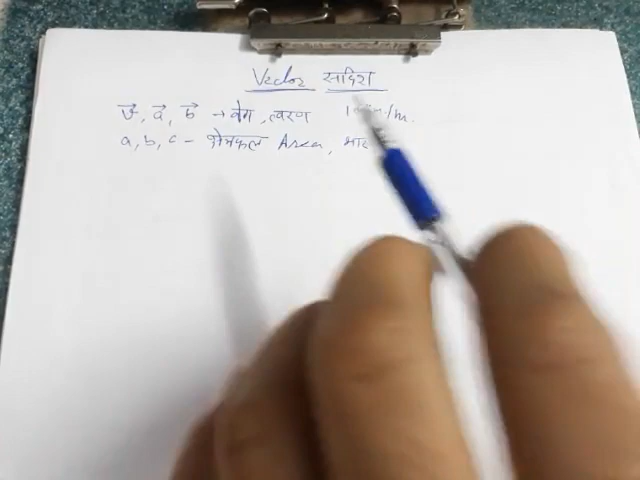 Vector सदिश
v⃗, a⃗, b⃗ → वेग, त्वरण
a, b, c – क्षेत्रफल Area,